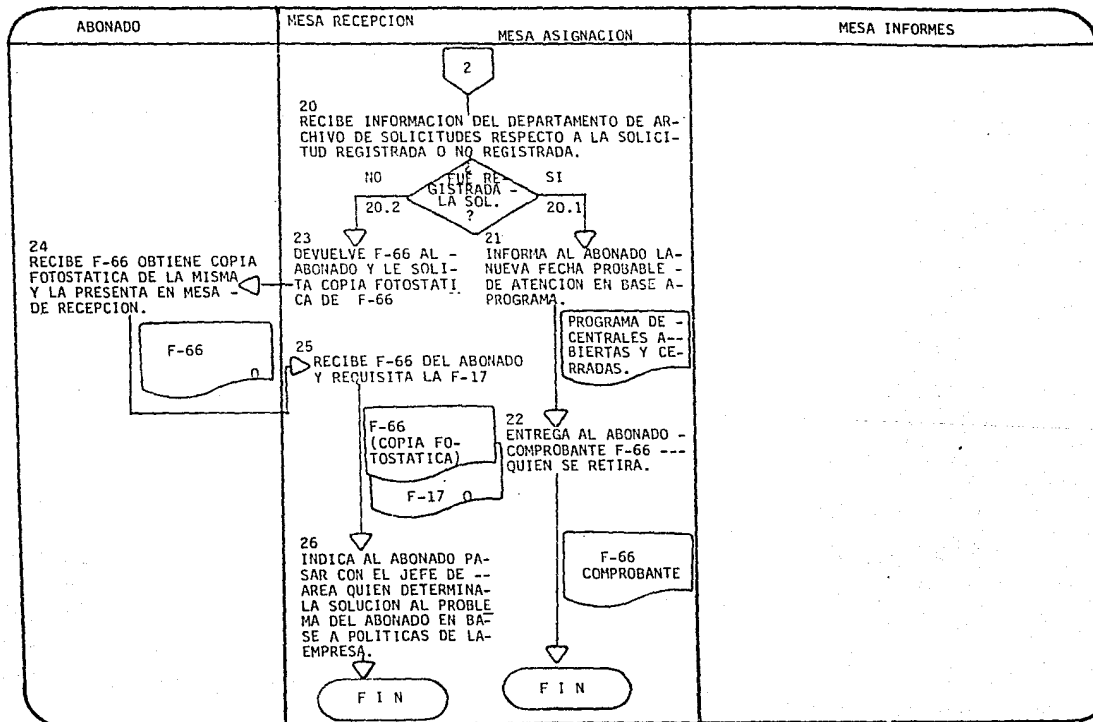 ABONADO
MESA RECEPCION
MESA ASIGNACION
MESA INFORMES
2
20
RECIBE INFORMACION DEL DEPARTAMENTO DE AR-
CHIVO DE SOLICITUDES RESPECTO A LA SOLICI-
TUD REGISTRADA O NO REGISTRADA.
NO
20.2
¿
FUE RE-
GISTRADA -
LA SOL.
?
SI
20.1
24
RECIBE F-66 OBTIENE COPIA
FOTOSTATICA DE LA MISMA
Y LA PRESENTA EN MESA -
DE RECEPCION.
23
DEVUELVE F-66 AL -
ABONADO Y LE SOLI-
TA COPIA FOTOSTATI
CA DE F-66
21
INFORMA AL ABONADO LA-
NUEVA FECHA PROBABLE -
DE ATENCION EN BASE A-
PROGRAMA.
PROGRAMA DE -
CENTRALES A--
BIERTAS Y CE-
RRADAS.
F-66
O
25
RECIBE F-66 DEL ABONADO
Y REQUISITA LA F-17
F-66
(COPIA FO-
TOSTATICA)
F-17 O
22
ENTREGA AL ABONADO -
COMPROBANTE F-66 ---
QUIEN SE RETIRA.
F-66
COMPROBANTE
26
INDICA AL ABONADO PA-
SAR CON EL JEFE DE --
AREA QUIEN DETERMINA-
LA SOLUCION AL PROBLE
MA DEL ABONADO EN BA-
SE A POLITICAS DE LA-
EMPRESA.
F I N
F I N